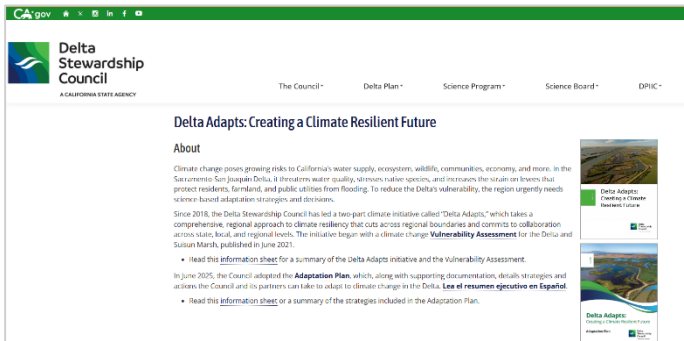 CA.gov
Delta
Stewardship
Council
A CALIFORNIA STATE AGENCY
The Council
Delta Plan
Science Program
Science Board
DPIIC
Delta Adapts: Creating a Climate Resilient Future
About
Climate change poses growing risks to California's water supply, ecosystem, wildlife, communities, economy, and more. In the
Sacramento-San Joaquin Delta, it threatens water quality, stresses native species, and increases the strain on levees that
protect residents, farmland, and public utilities from flooding. To reduce the Delta's vulnerability, the region urgently needs
science-based adaptation strategies and decisions.
Since 2018, the Delta Stewardship Council has led a two-part climate initiative called "Delta Adapts," which takes a
comprehensive, regional approach to climate resiliency that cuts across regional boundaries and commits to collaboration
across state, local, and regional levels. The initiative began with a climate change Vulnerability Assessment for the Delta and
Suisun Marsh, published in June 2021.
• Read this information sheet for a summary of the Delta Adapts initiative and the Vulnerability Assessment.
In June 2025, the Council adopted the Adaptation Plan, which, along with supporting documentation, details strategies and
actions the Council and its partners can take to adapt to climate change in the Delta. Lea el resumen ejecutivo en Español.
• Read this information sheet or a summary of the strategies included in the Adaptation Plan.
Delta Adapts:
Creating a Climate
Resilient Future
Delta Adapts:
Creating a Climate Resilient Future
Adaptation Plan